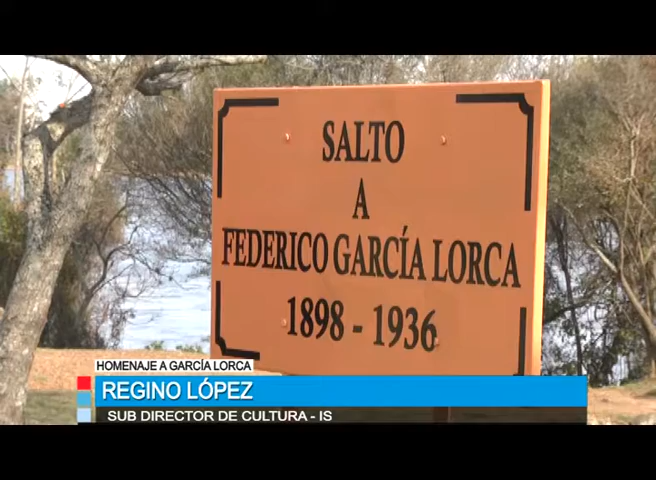 SALTO
A
FEDERICO GARCÍA LORCA
1898 - 1936
HOMENAJE A GARCÍA LORCA
REGINO LÓPEZ
SUB DIRECTOR DE CULTURA - IS